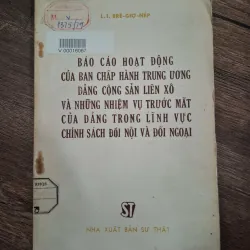 L.I. BRÊ-GIƠ-NÉP
BÁO CÁO HOẠT ĐỘNG
CỦA BAN CHẤP HÀNH TRUNG ƯƠNG
ĐẢNG CỘNG SẢN LIÊN XÔ
VÀ NHỮNG NHIỆM VỤ TRƯỚC MẮT
CỦA ĐẢNG TRONG LĨNH VỰC
CHÍNH SÁCH ĐỐI NỘI VÀ ĐỐI NGOẠI
ST
NHÀ XUẤT BẢN SỰ THẬT